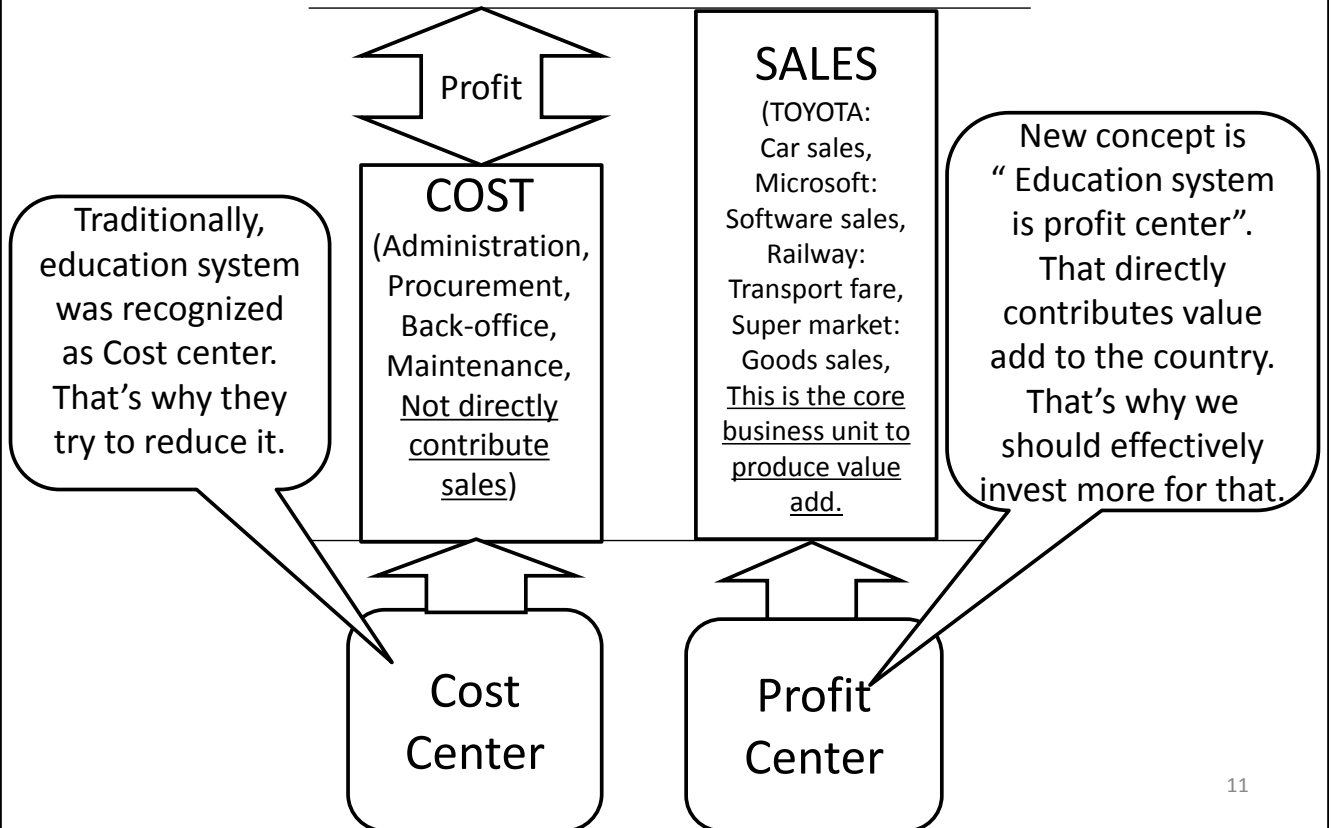 Profit
COST
(Administration,
Procurement,
Back-office,
Maintenance,
Not directly
contribute
sales)
SALES
(TOYOTA:
Car sales,
Microsoft:
Software sales,
Railway:
Transport fare,
Super market:
Goods sales,
This is the core
business unit to
produce value
add.
Traditionally,
education system
was recognized
as Cost center.
That's why they
try to reduce it.
New concept is
“ Education system
is profit center”.
That directly
contributes value
add to the country.
That's why we
should effectively
invest more for that.
Cost
Center
Profit
Center
11